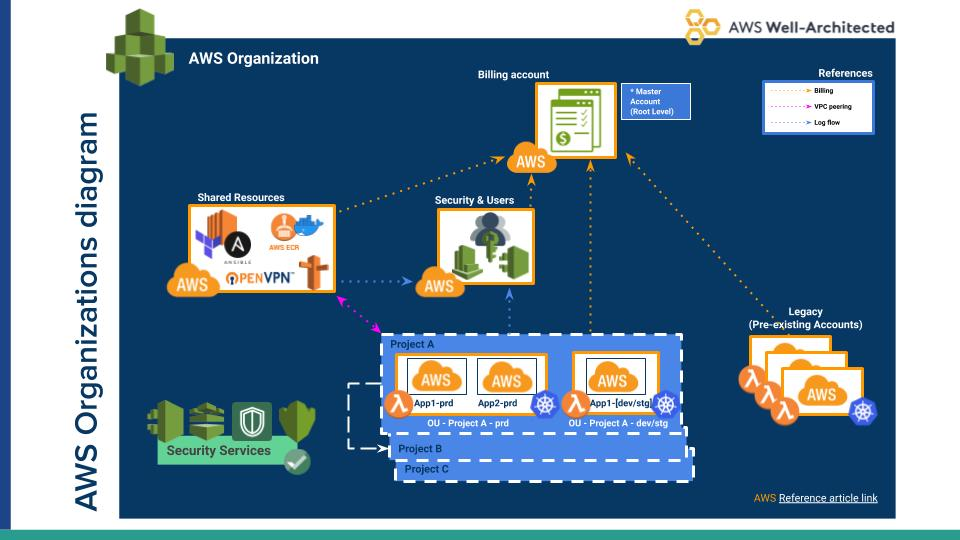 AWS Well-Architected
AWS Organization
AWS Organizations diagram
Billing account
* Master
Account
(Root Level)
References
Billing
VPC peering
Log flow
AWS
Shared Resources
ANSIBLE
AWS ECR
OPENVPN™
AWS
Security & Users
AWS
Legacy
(Pre-existing Accounts)
AWS
Project A
AWS
AWS
AWS
App1-prd
App2-prd
App1-[dev/stg]
OU - Project A - prd
OU - Project A - dev/stg
Project B
Project C
Security Services
AWS Reference article link